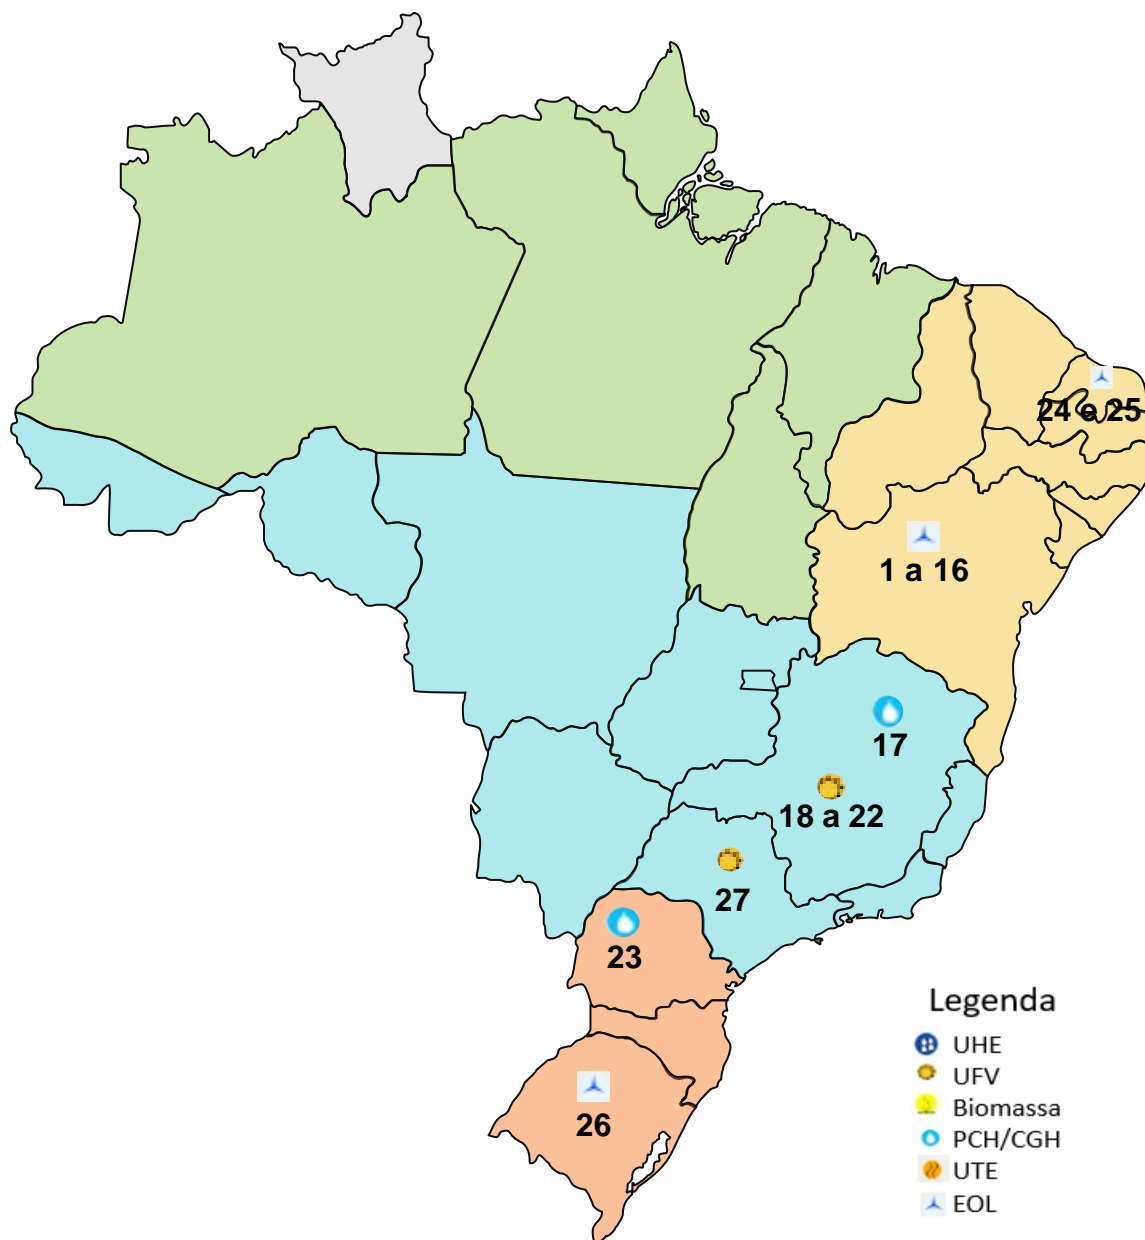 24 e 25
1 a 16
17
18 a 22
27
23
26
Legenda
UHE
UFV
Biomassa
PCH/CGH
UTE
EOL